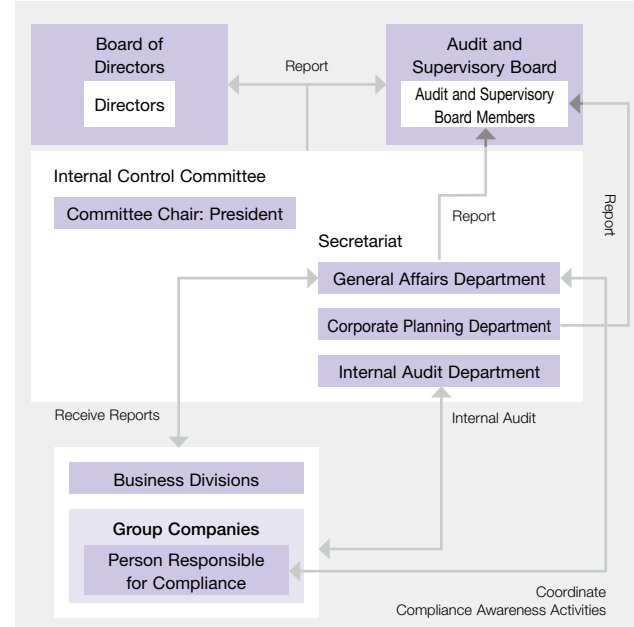 Board of
Directors
Directors
Report
Audit and
Supervisory Board
Audit and Supervisory
Board Members
Internal Control Committee
Committee Chair: President
Report
Report
Secretariat
General Affairs Department
Corporate Planning Department
Internal Audit Department
Receive Reports
Internal Audit
Business Divisions
Group Companies
Person Responsible
for Compliance
Coordinate
Compliance Awareness Activities